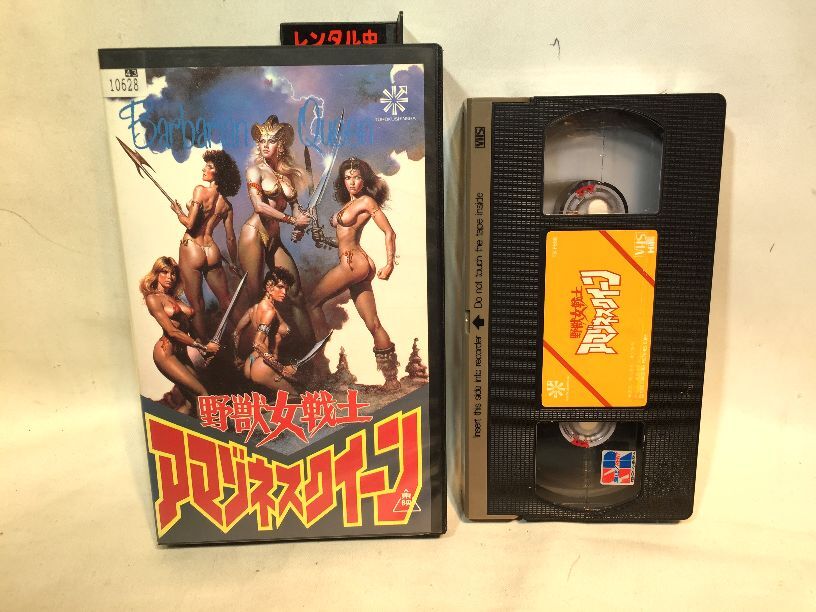 レンタル中
43
10628
Barbarian Queen
TOHOKUSHINSHA
野獣女戦士
アマゾネスクイーン
VHS
Do not touch the tape inside
Insert this side into recorder
VHS
野獣女戦士
アマゾネスクイーン